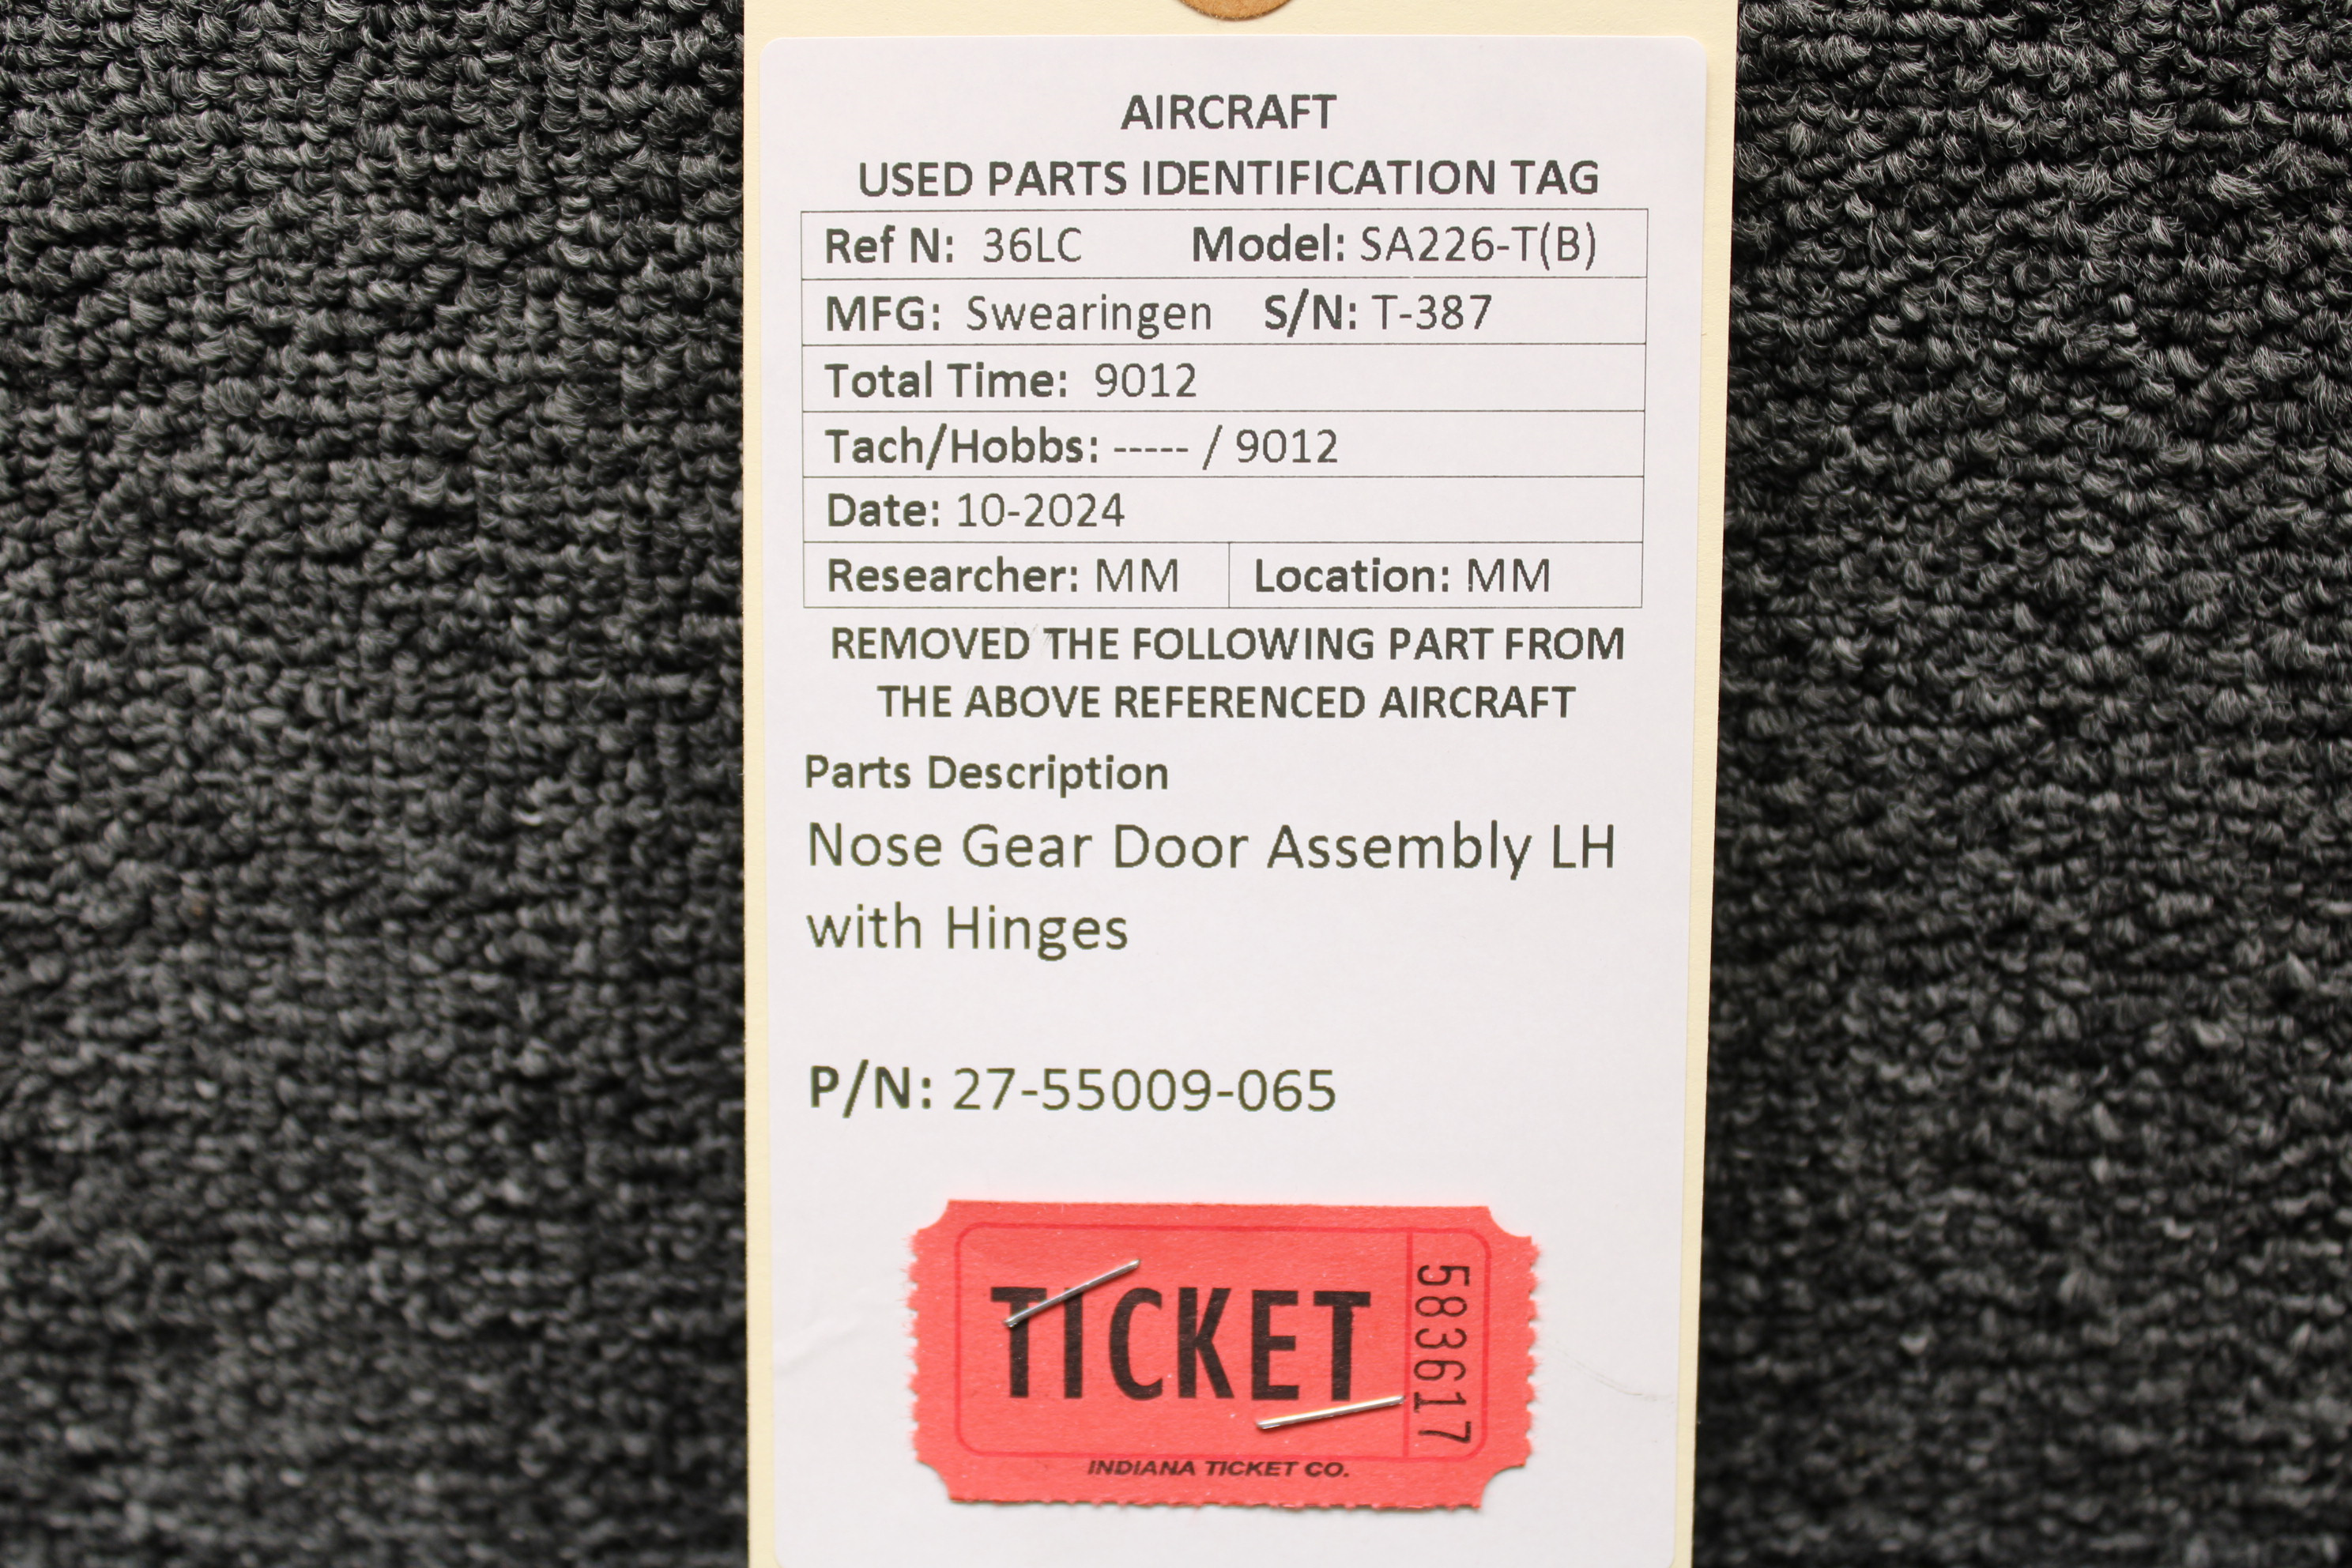 AIRCRAFT
USED PARTS IDENTIFICATION TAG
Ref N: 36LC Model: SA226-T(B)
MFG: Swearingen S/N: T-387
Total Time: 9012
Tach/Hobbs: ----- / 9012
Date: 10-2024
Researcher: MM Location: MM
REMOVED THE FOLLOWING PART FROM
THE ABOVE REFERENCED AIRCRAFT
Parts Description
Nose Gear Door Assembly LH
with Hinges
P/N: 27-55009-065
TICKET
583617
INDIANA TICKET CO.